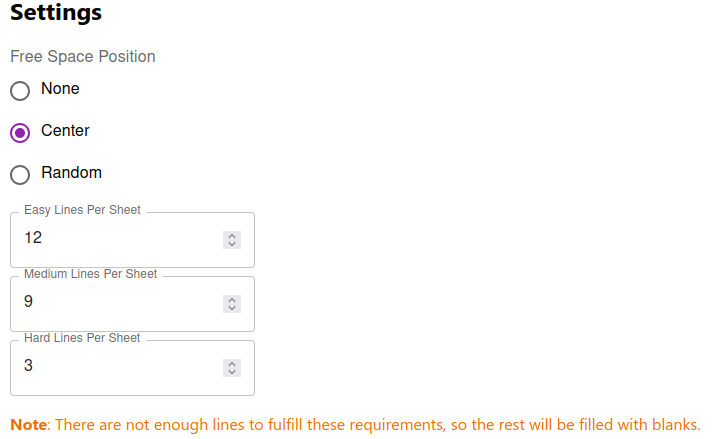 Settings
Free Space Position
None
Center
Random
Easy Lines Per Sheet
12
Medium Lines Per Sheet
9
Hard Lines Per Sheet
3
Note: There are not enough lines to fulfill these requirements, so the rest will be filled with blanks.